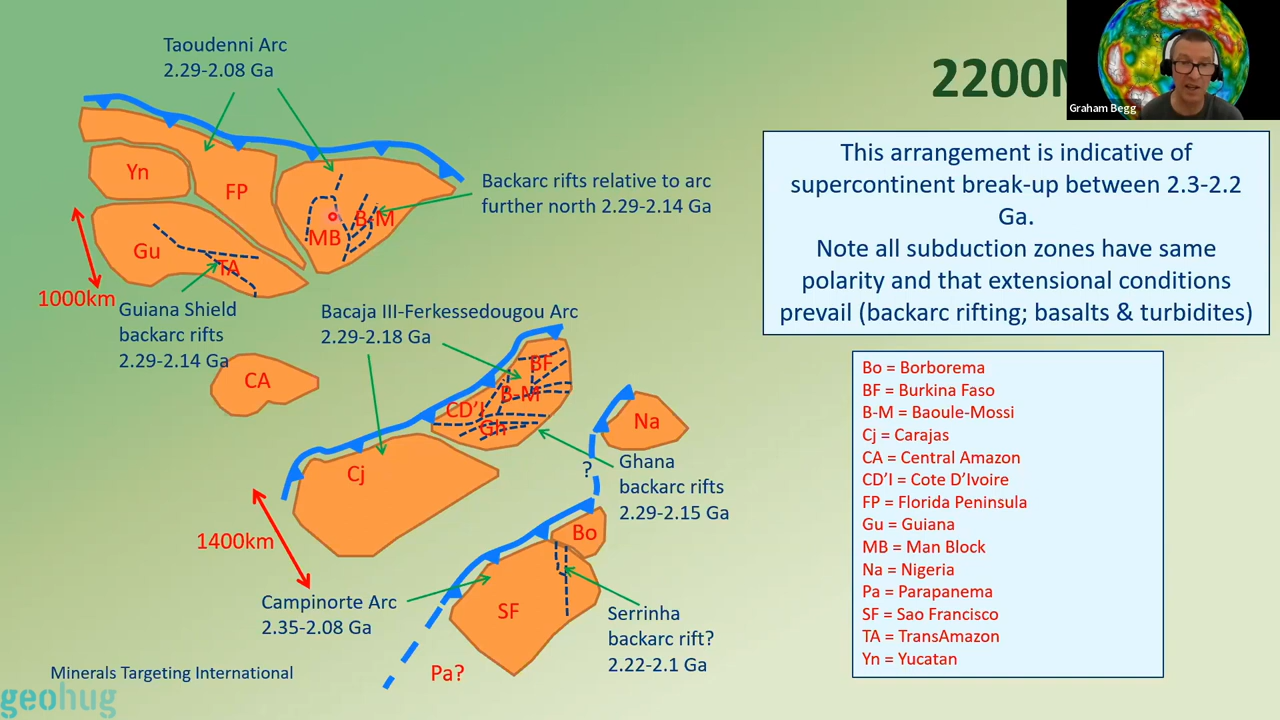 Taoudenni Arc
2.29-2.08 Ga
2200M
Graham Begg
This arrangement is indicative of
supercontinent break-up between 2.3-2.2
Ga.
Note all subduction zones have same
polarity and that extensional conditions
prevail (backarc rifting; basalts & turbidites)
Yn
FP
Backarc rifts relative to arc
further north 2.29-2.14 Ga
B-M
MB
Gu
TA
1000km
Guiana Shield
backarc rifts
2.29-2.14 Ga
Bacaja III-Ferkessedougou Arc
2.29-2.18 Ga
CA
BF
B-M
CD'I
Gh
Na
Cj
?
Ghana
backarc rifts
2.29-2.15 Ga
1400km
Bo
Campinorte Arc
2.35-2.08 Ga
SF
Serrinha
backarc rift?
2.22-2.1 Ga
Pa?
Bo = Borborema
BF = Burkina Faso
B-M = Baoule-Mossi
Cj = Carajas
CA = Central Amazon
CD'I = Cote D'Ivoire
FP = Florida Peninsula
Gu = Guiana
MB = Man Block
Na = Nigeria
Pa = Parapanema
SF = Sao Francisco
TA = TransAmazon
Yn = Yucatan
Minerals Targeting International
geohug